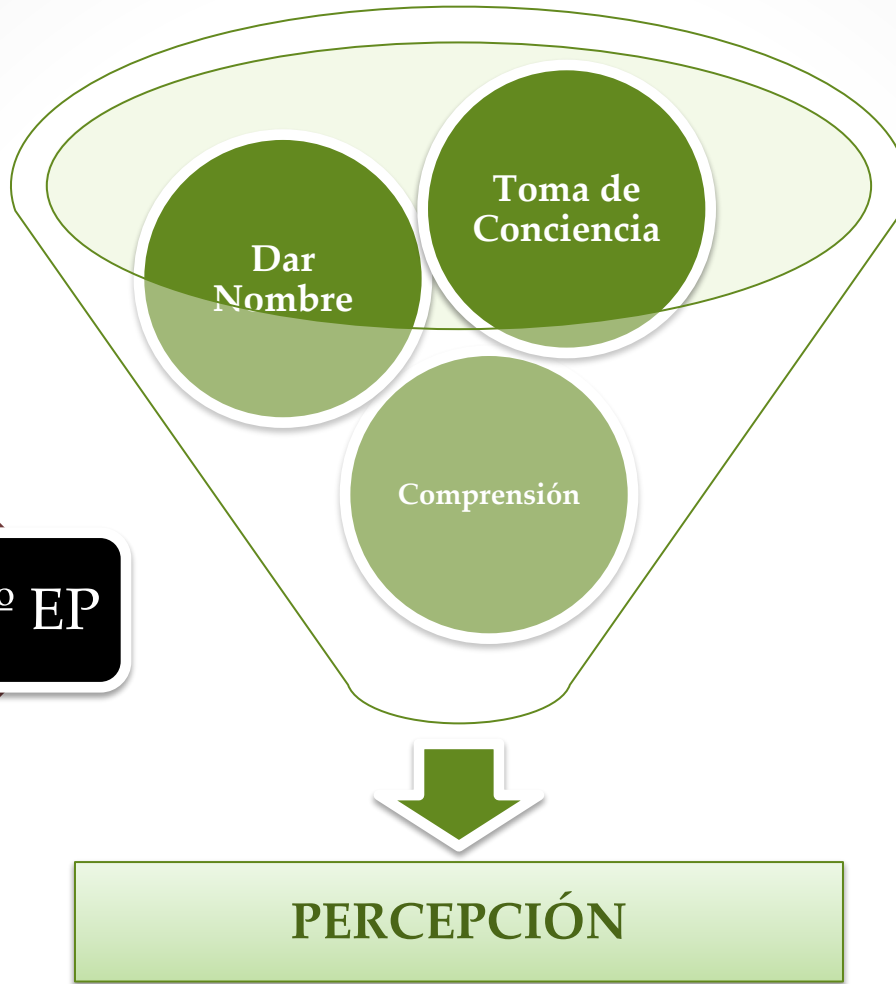 Toma de
Conciencia
Dar
Nombre
Comprensión
º EP
PERCEPCIÓN